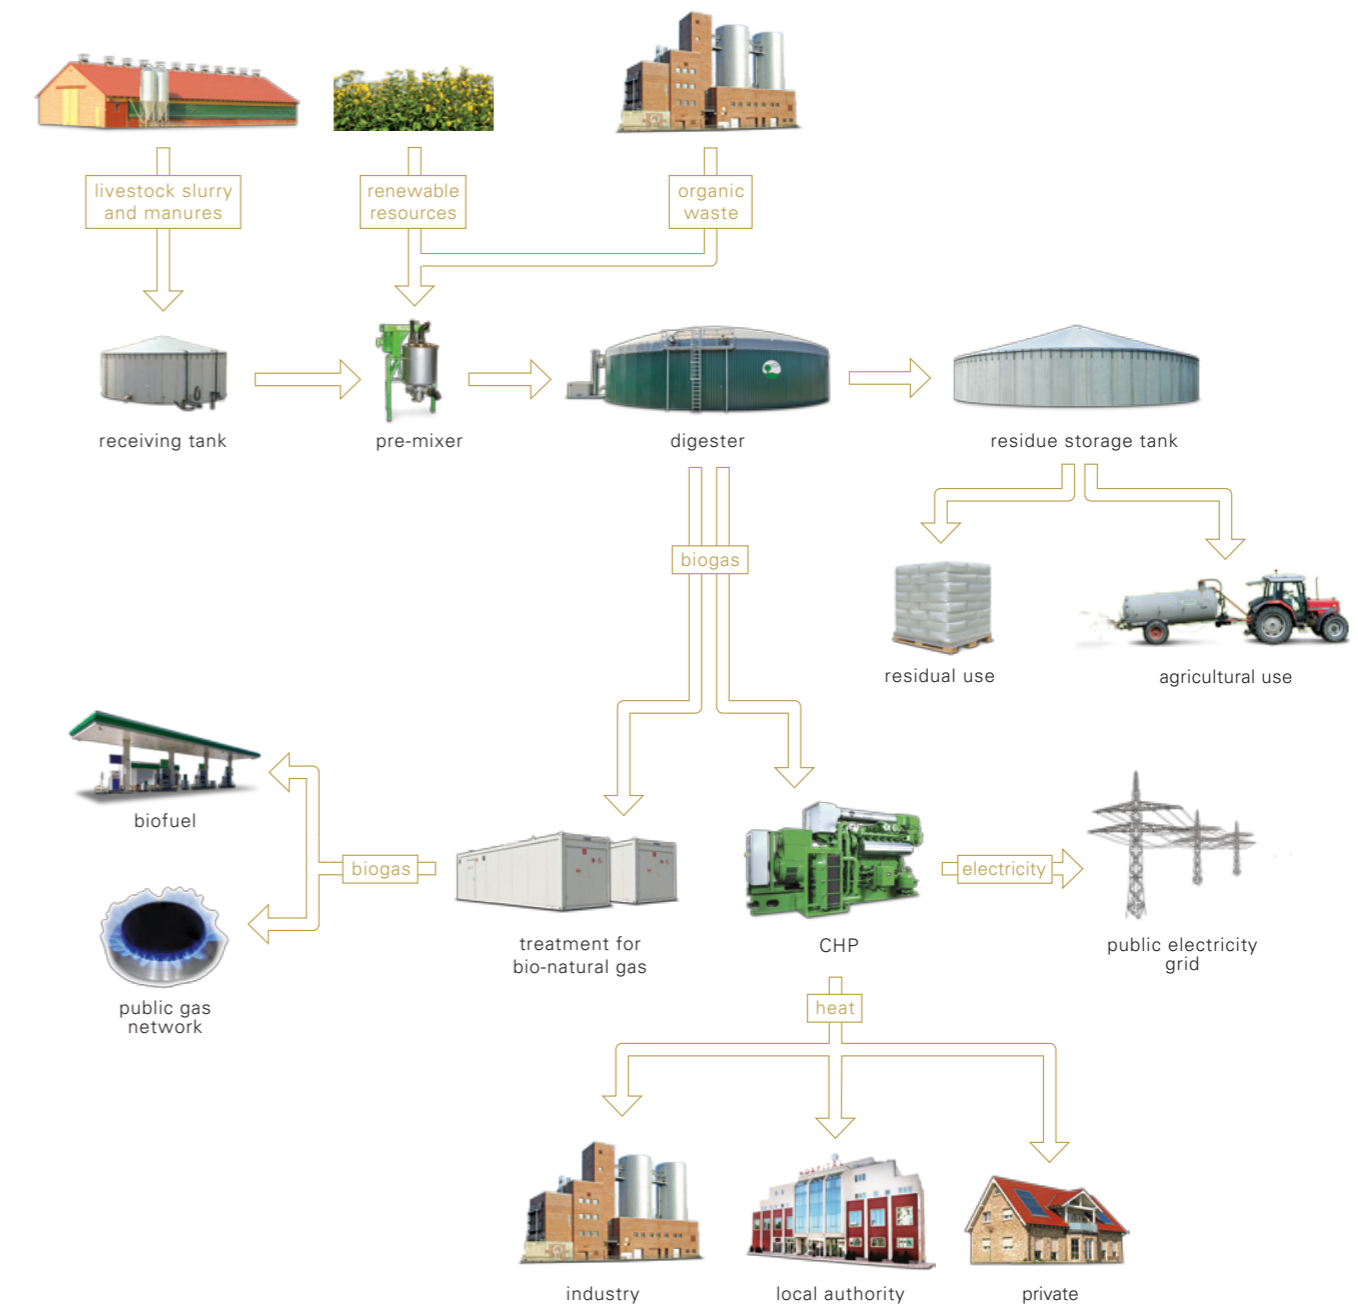 livestock slurry
and manures
renewable
resources
organic
waste
receiving tank
pre-mixer
digester
residue storage tank
biogas
residual use
agricultural use
biofuel
biogas
electricity
public gas
network
treatment for
bio-natural gas
CHP
public electricity
grid
heat
HOSPITAL
industry
local authority
private